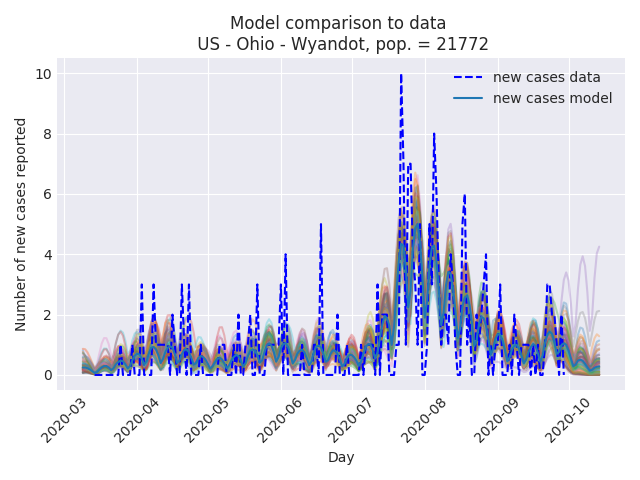 Model comparison to data
US - Ohio - Wyandot, pop. = 21772
new cases data
new cases model
Number of new cases reported
10
8
6
4
2
0
2020-03
2020-04
2020-05
2020-06
2020-07
2020-08
2020-09
2020-10
Day